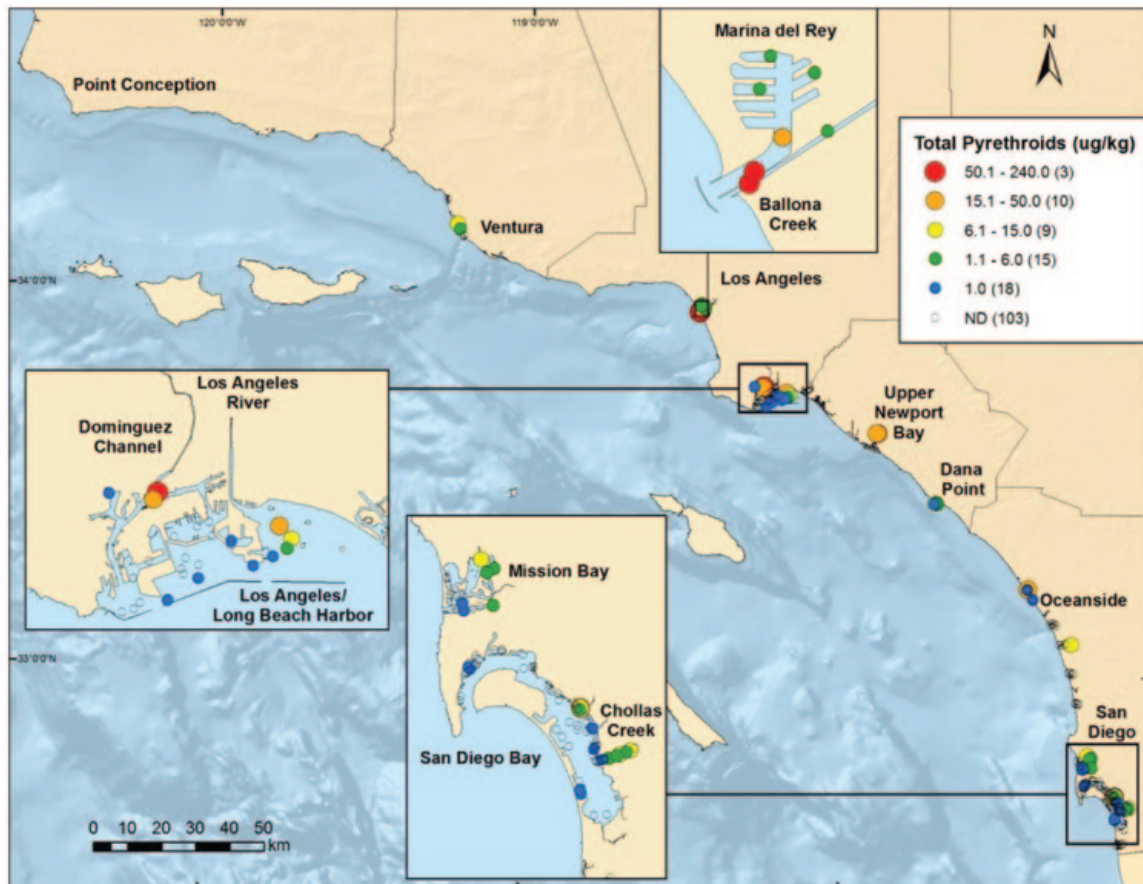 120°0'0"W
119°0'0"W
Marina del Rey
N
Point Conception
Total Pyrethroids (ug/kg)
50.1 - 240.0 (3)
15.1 - 50.0 (10)
6.1 - 15.0 (9)
1.1 - 6.0 (15)
1.0 (18)
ND (103)
Ballona
Creek
Ventura
Los Angeles
34°0'0"N
Los Angeles
River
Dominguez
Channel
Upper
Newport
Bay
Dana
Point
Mission Bay
Los Angeles/
Long Beach Harbor
Oceanside
33°0'0"N
Chollas
Creek
San
Diego
San Diego Bay
0 10 20 30 40 50
km